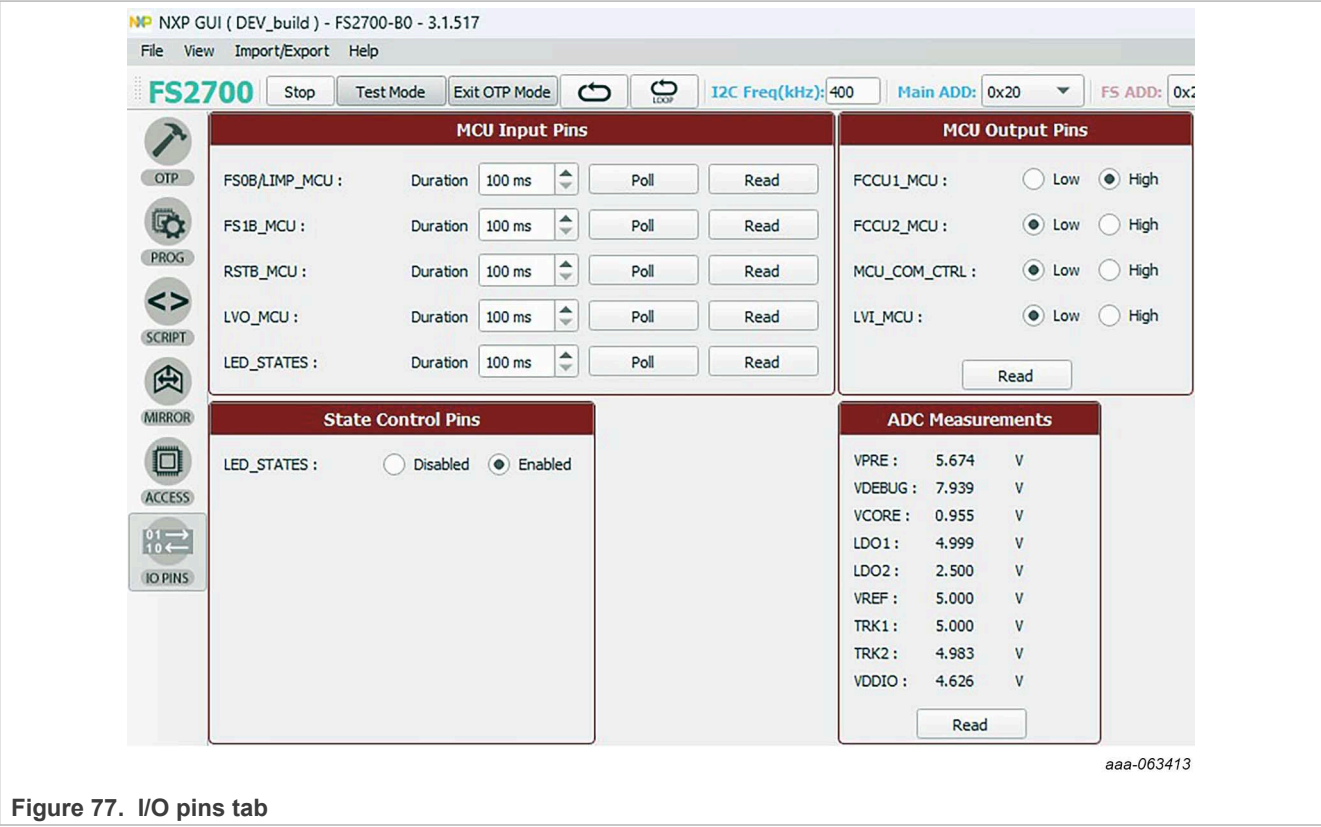 NXP NXP GUI ( DEV_build ) - FS2700-B0 - 3.1.517
File View Import/Export Help
FS2700 Stop Test Mode Exit OTP Mode LOOP I2C Freq(kHz): 400 Main ADD: 0x20 FS ADD: 0x2
OTP
PROG
SCRIPT
MIRROR
ACCESS
01
10
IO PINS
MCU Input Pins
FS0B/LIMP_MCU : Duration 100 ms Poll Read
FS1B_MCU : Duration 100 ms Poll Read
RSTB_MCU : Duration 100 ms Poll Read
LVO_MCU : Duration 100 ms Poll Read
LED_STATES : Duration 100 ms Poll Read
MCU Output Pins
FCCU1_MCU : Low High
FCCU2_MCU : Low High
MCU_COM_CTRL : Low High
LVI_MCU : Low High
Read
State Control Pins
LED_STATES : Disabled Enabled
ADC Measurements
VPRE : 5.674 V
VDEBUG : 7.939 V
VCORE : 0.955 V
LDO1 : 4.999 V
LDO2 : 2.500 V
VREF : 5.000 V
TRK1 : 5.000 V
TRK2 : 4.983 V
VDDIO : 4.626 V
Read
aaa-063413
Figure 77. I/O pins tab